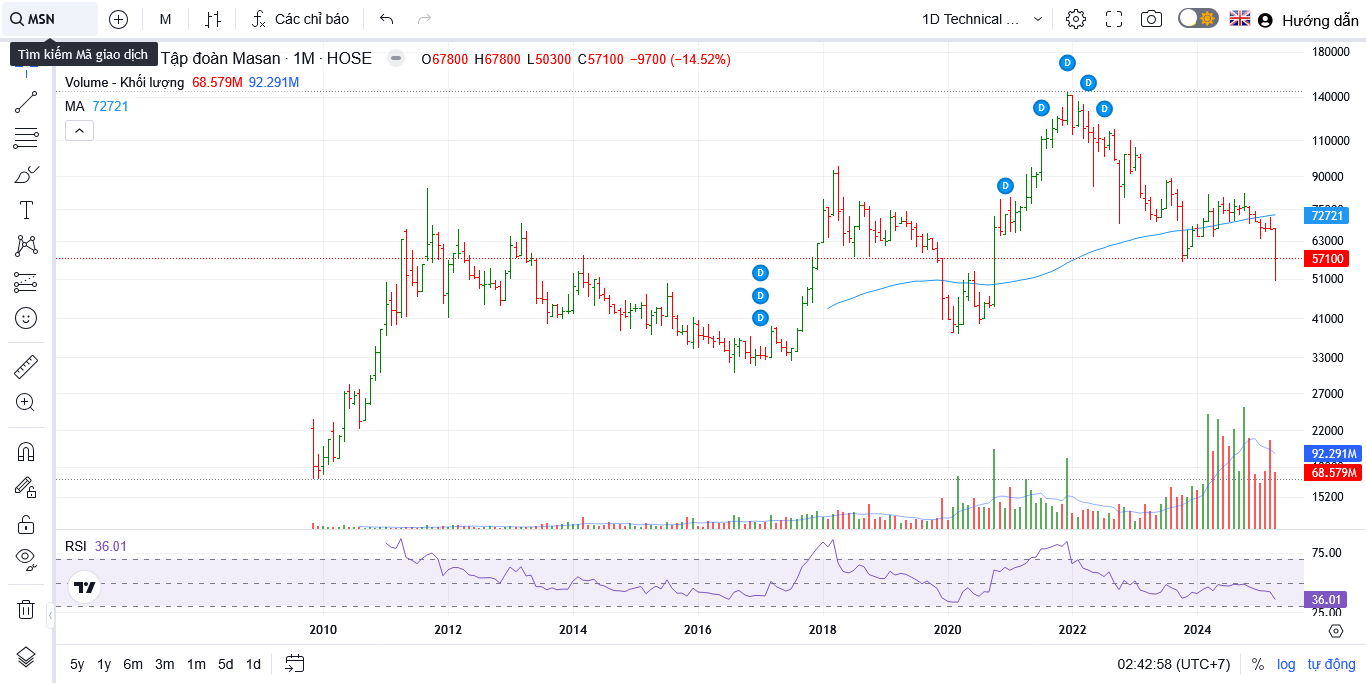 MSN
M
Các chỉ báo
1D Technical ...
Hướng dẫn
Tìm kiếm Mã giao dịch
Tập đoàn Masan · 1M · HOSE
O67800 H67800 L50300 C57100 −9700 (−14.52%)
Volume - Khối lượng 68.579M 92.291M
MA 72721
D
D
D
D
D
D
D
D
180000
140000
110000
90000
72721
63000
57100
51000
41000
33000
27000
22000
92.291M
68.579M
15200
RSI 36.01
75.00
36.01
25.00
2010 2012 2014 2016 2018 2020 2022 2024
5y 1y 6m 3m 1m 5d 1d
02:42:58 (UTC+7) % log tự động